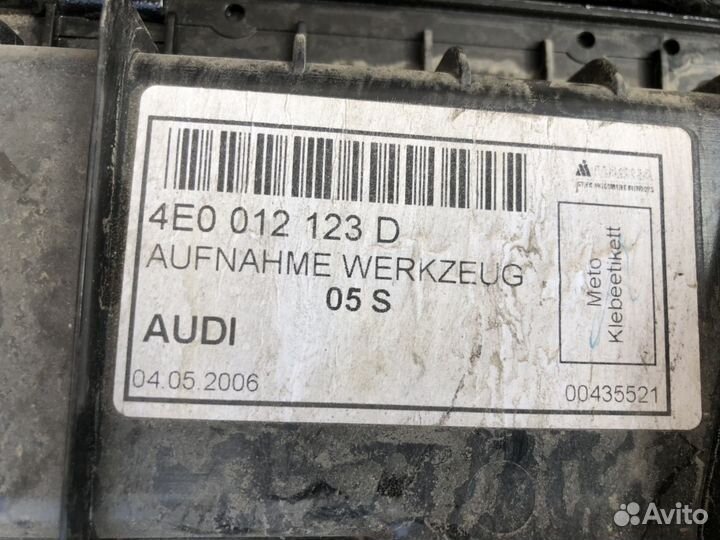 4E0 012 123 D
AUFNAHME WERKZEUG
05 S
AUDI
04.05.2006
Meto
Klebeetikett
00435521
Avito